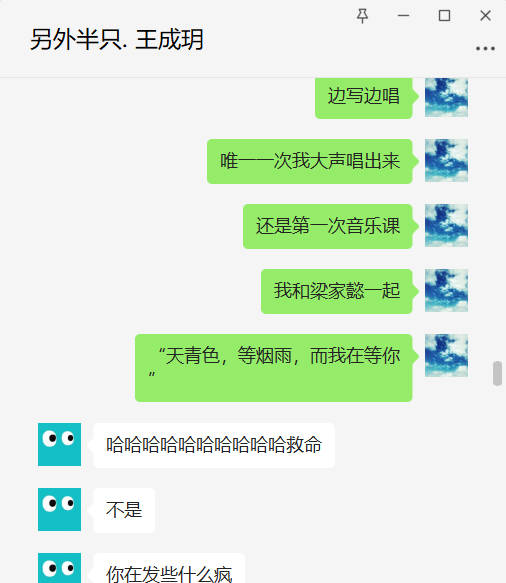 另外半只. 王成玥
边写边唱
唯一一次我大声唱出来
还是第一次音乐课
我和梁家懿一起
“天青色，等烟雨，而我在等你
”
哈哈哈哈哈哈哈哈哈哈救命
不是
你在发些什么疯